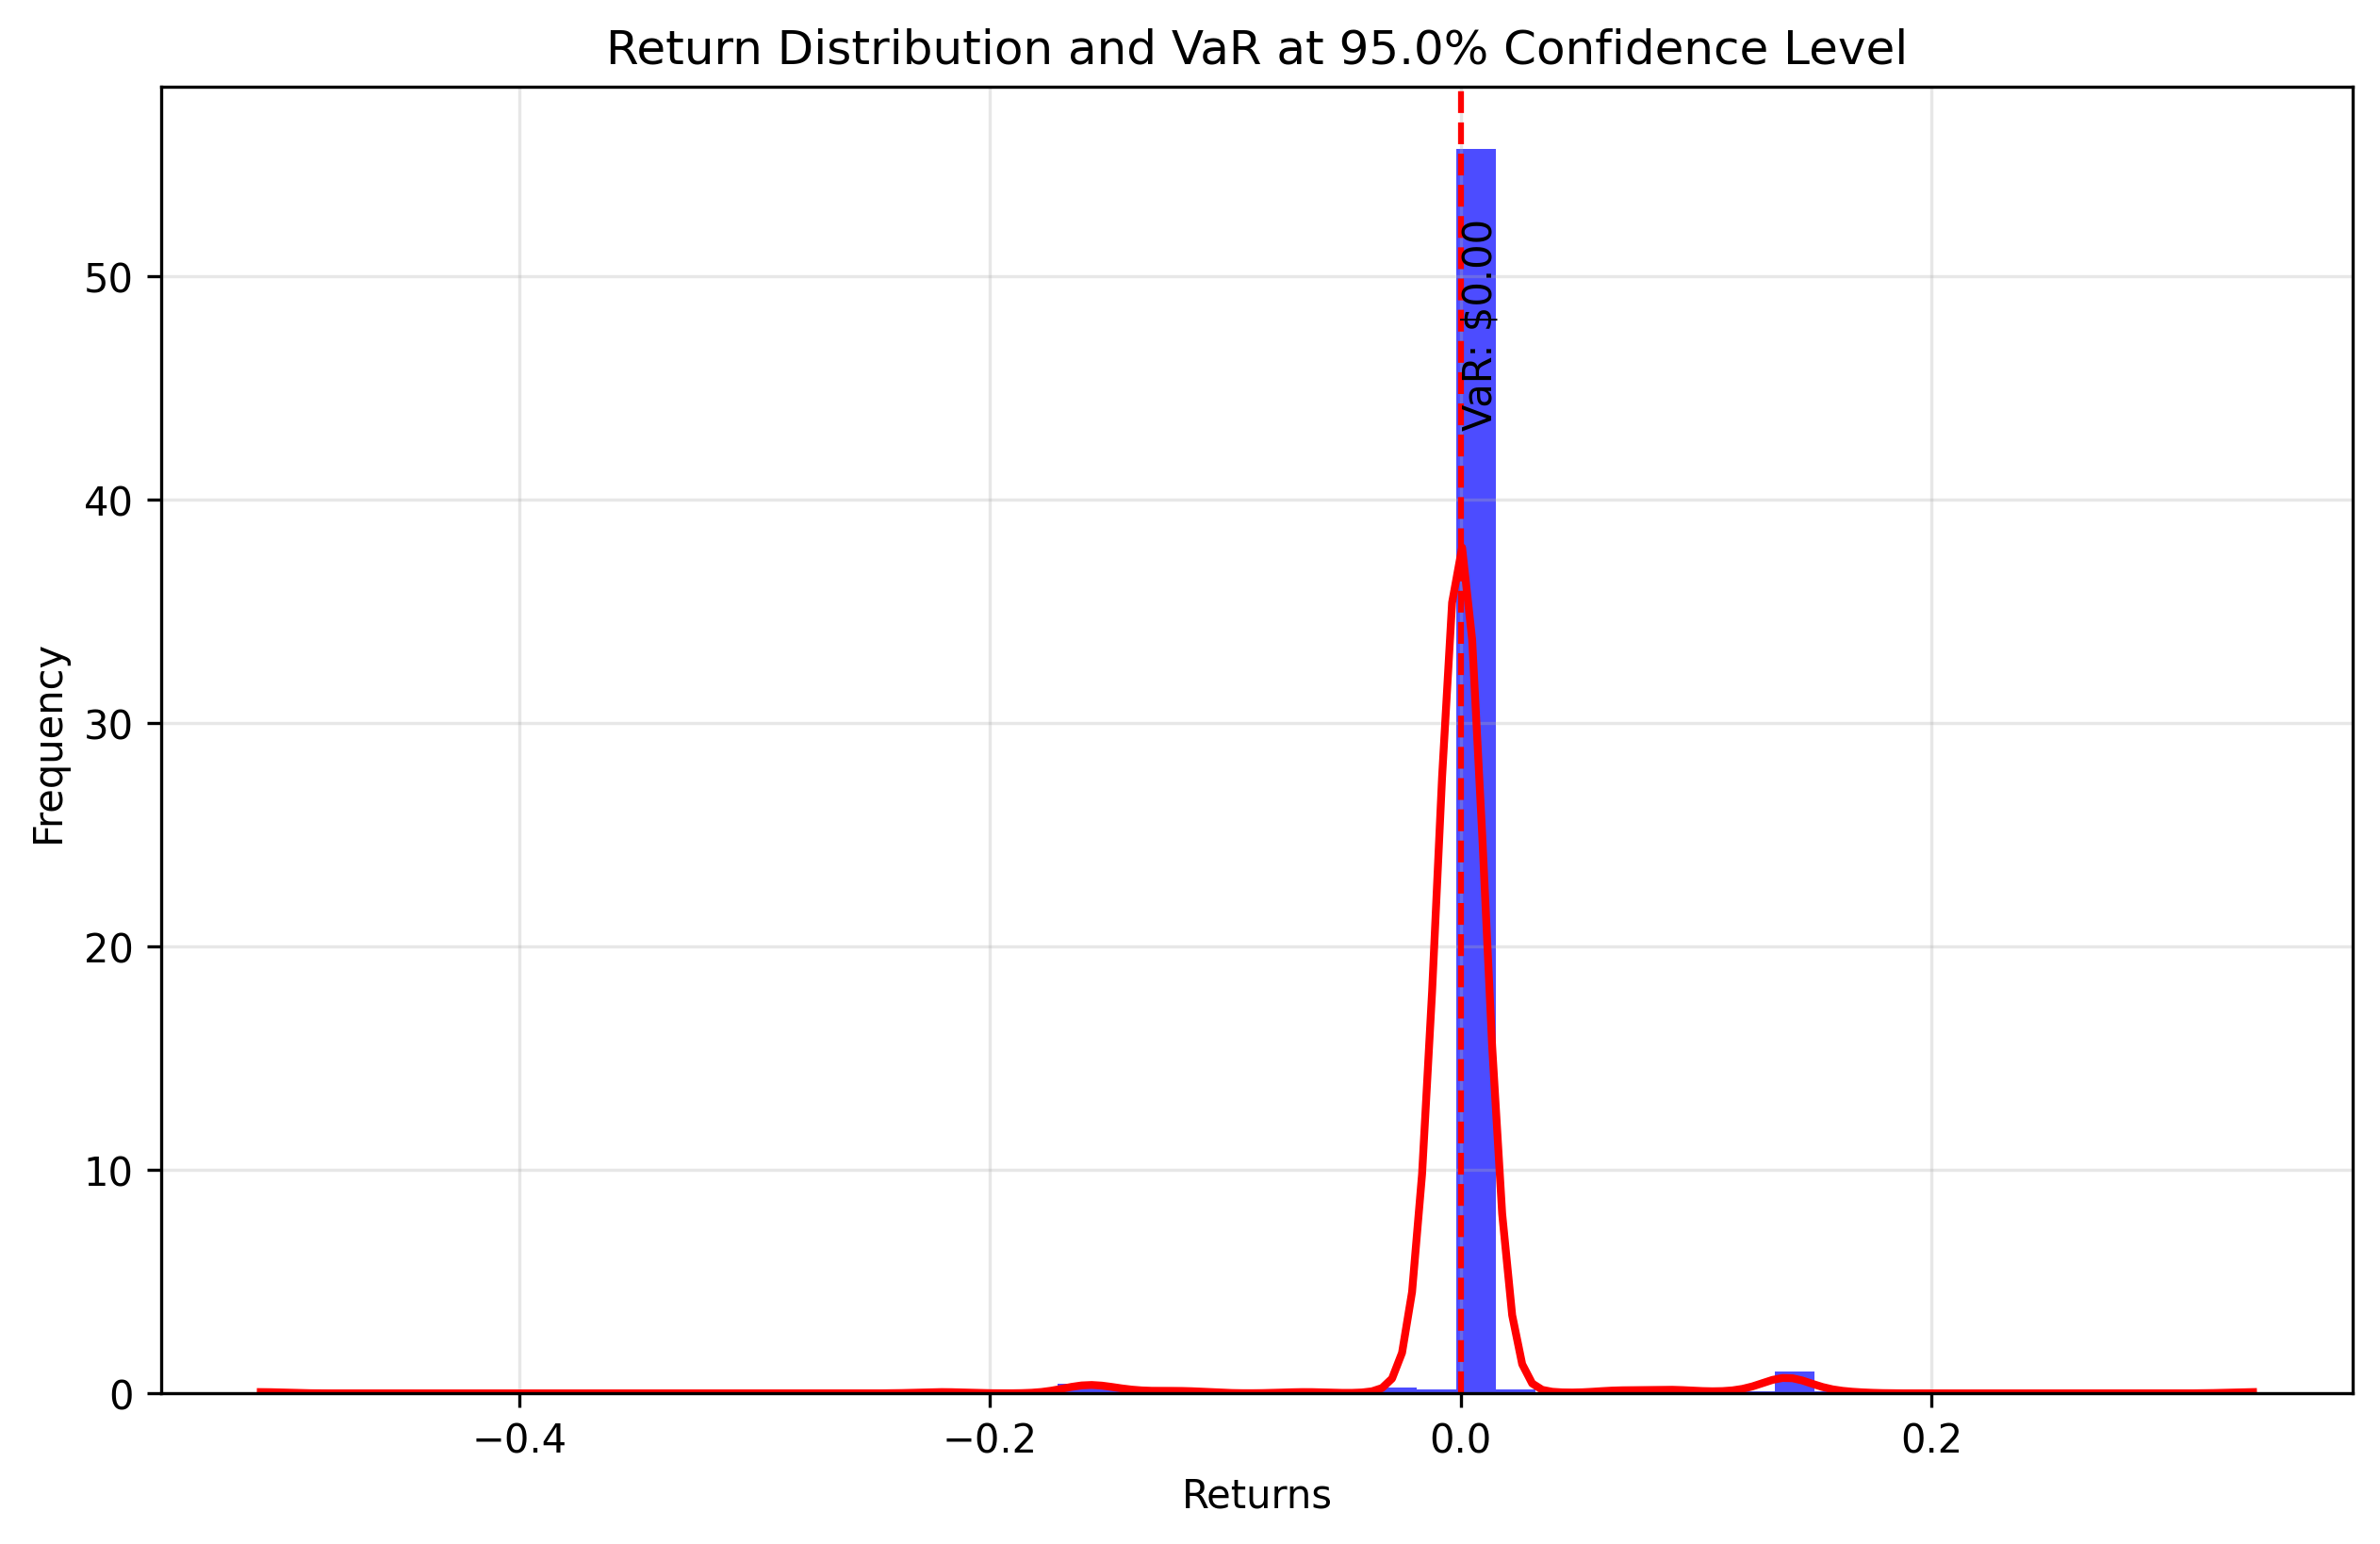 Return Distribution and VaR at 95.0% Confidence Level
50
40
30
20
10
0
Frequency
VaR: $0.00
−0.4
−0.2
0.0
0.2
Returns